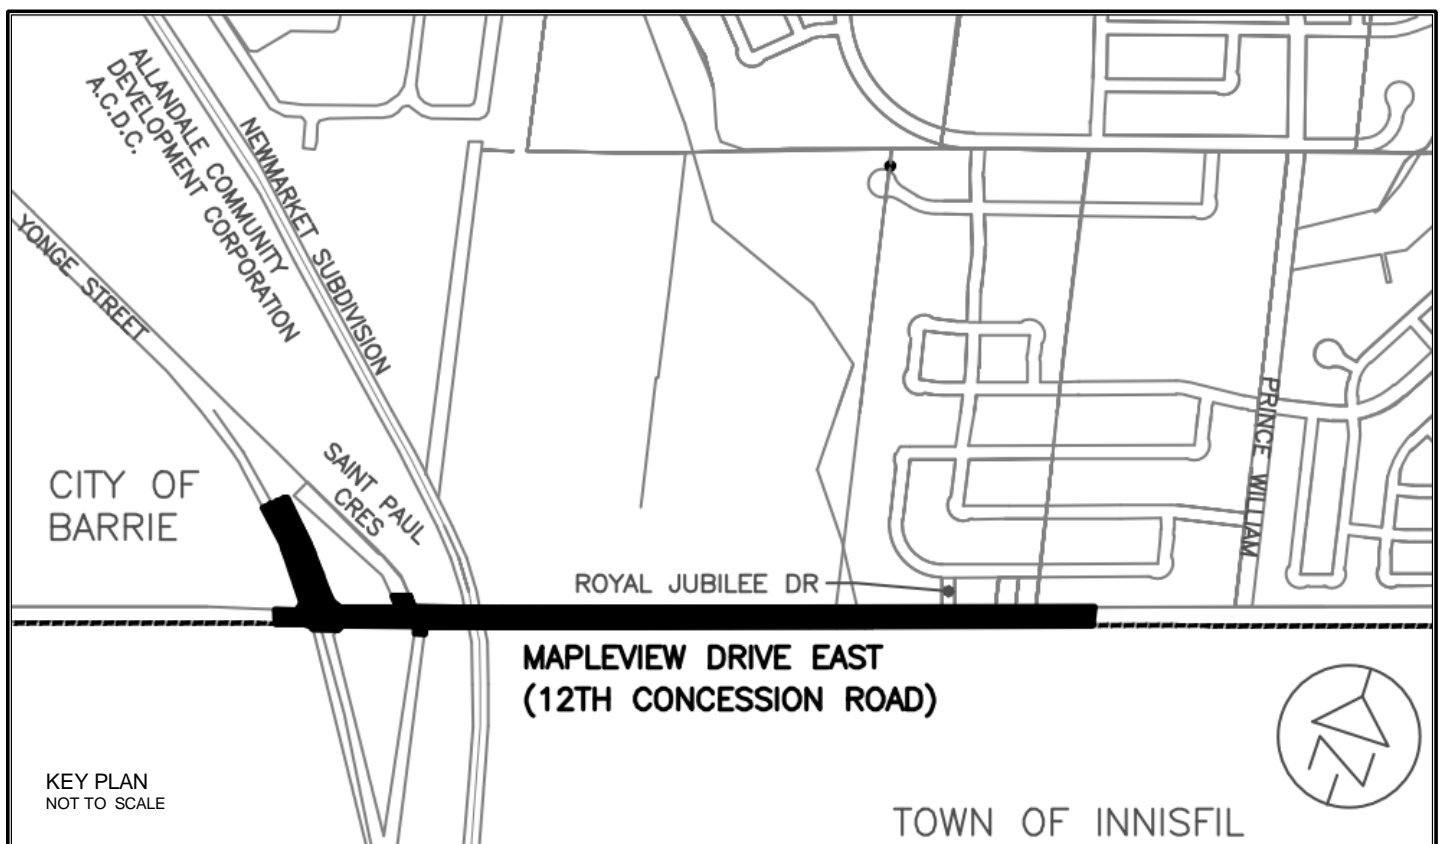 ALLANDALE COMMUNITY
DEVELOPMENT CORPORATION
A.C.D.C.
NEWMARKET SUBDIVISION
YONGE STREET
SAINT PAUL
CRES
CITY OF
BARRIE
PRINCE WILLIAM
ROYAL JUBILEE DR
MAPLEVIEW DRIVE EAST
(12TH CONCESSION ROAD)
KEY PLAN
NOT TO SCALE
TOWN OF INNISFIL
N